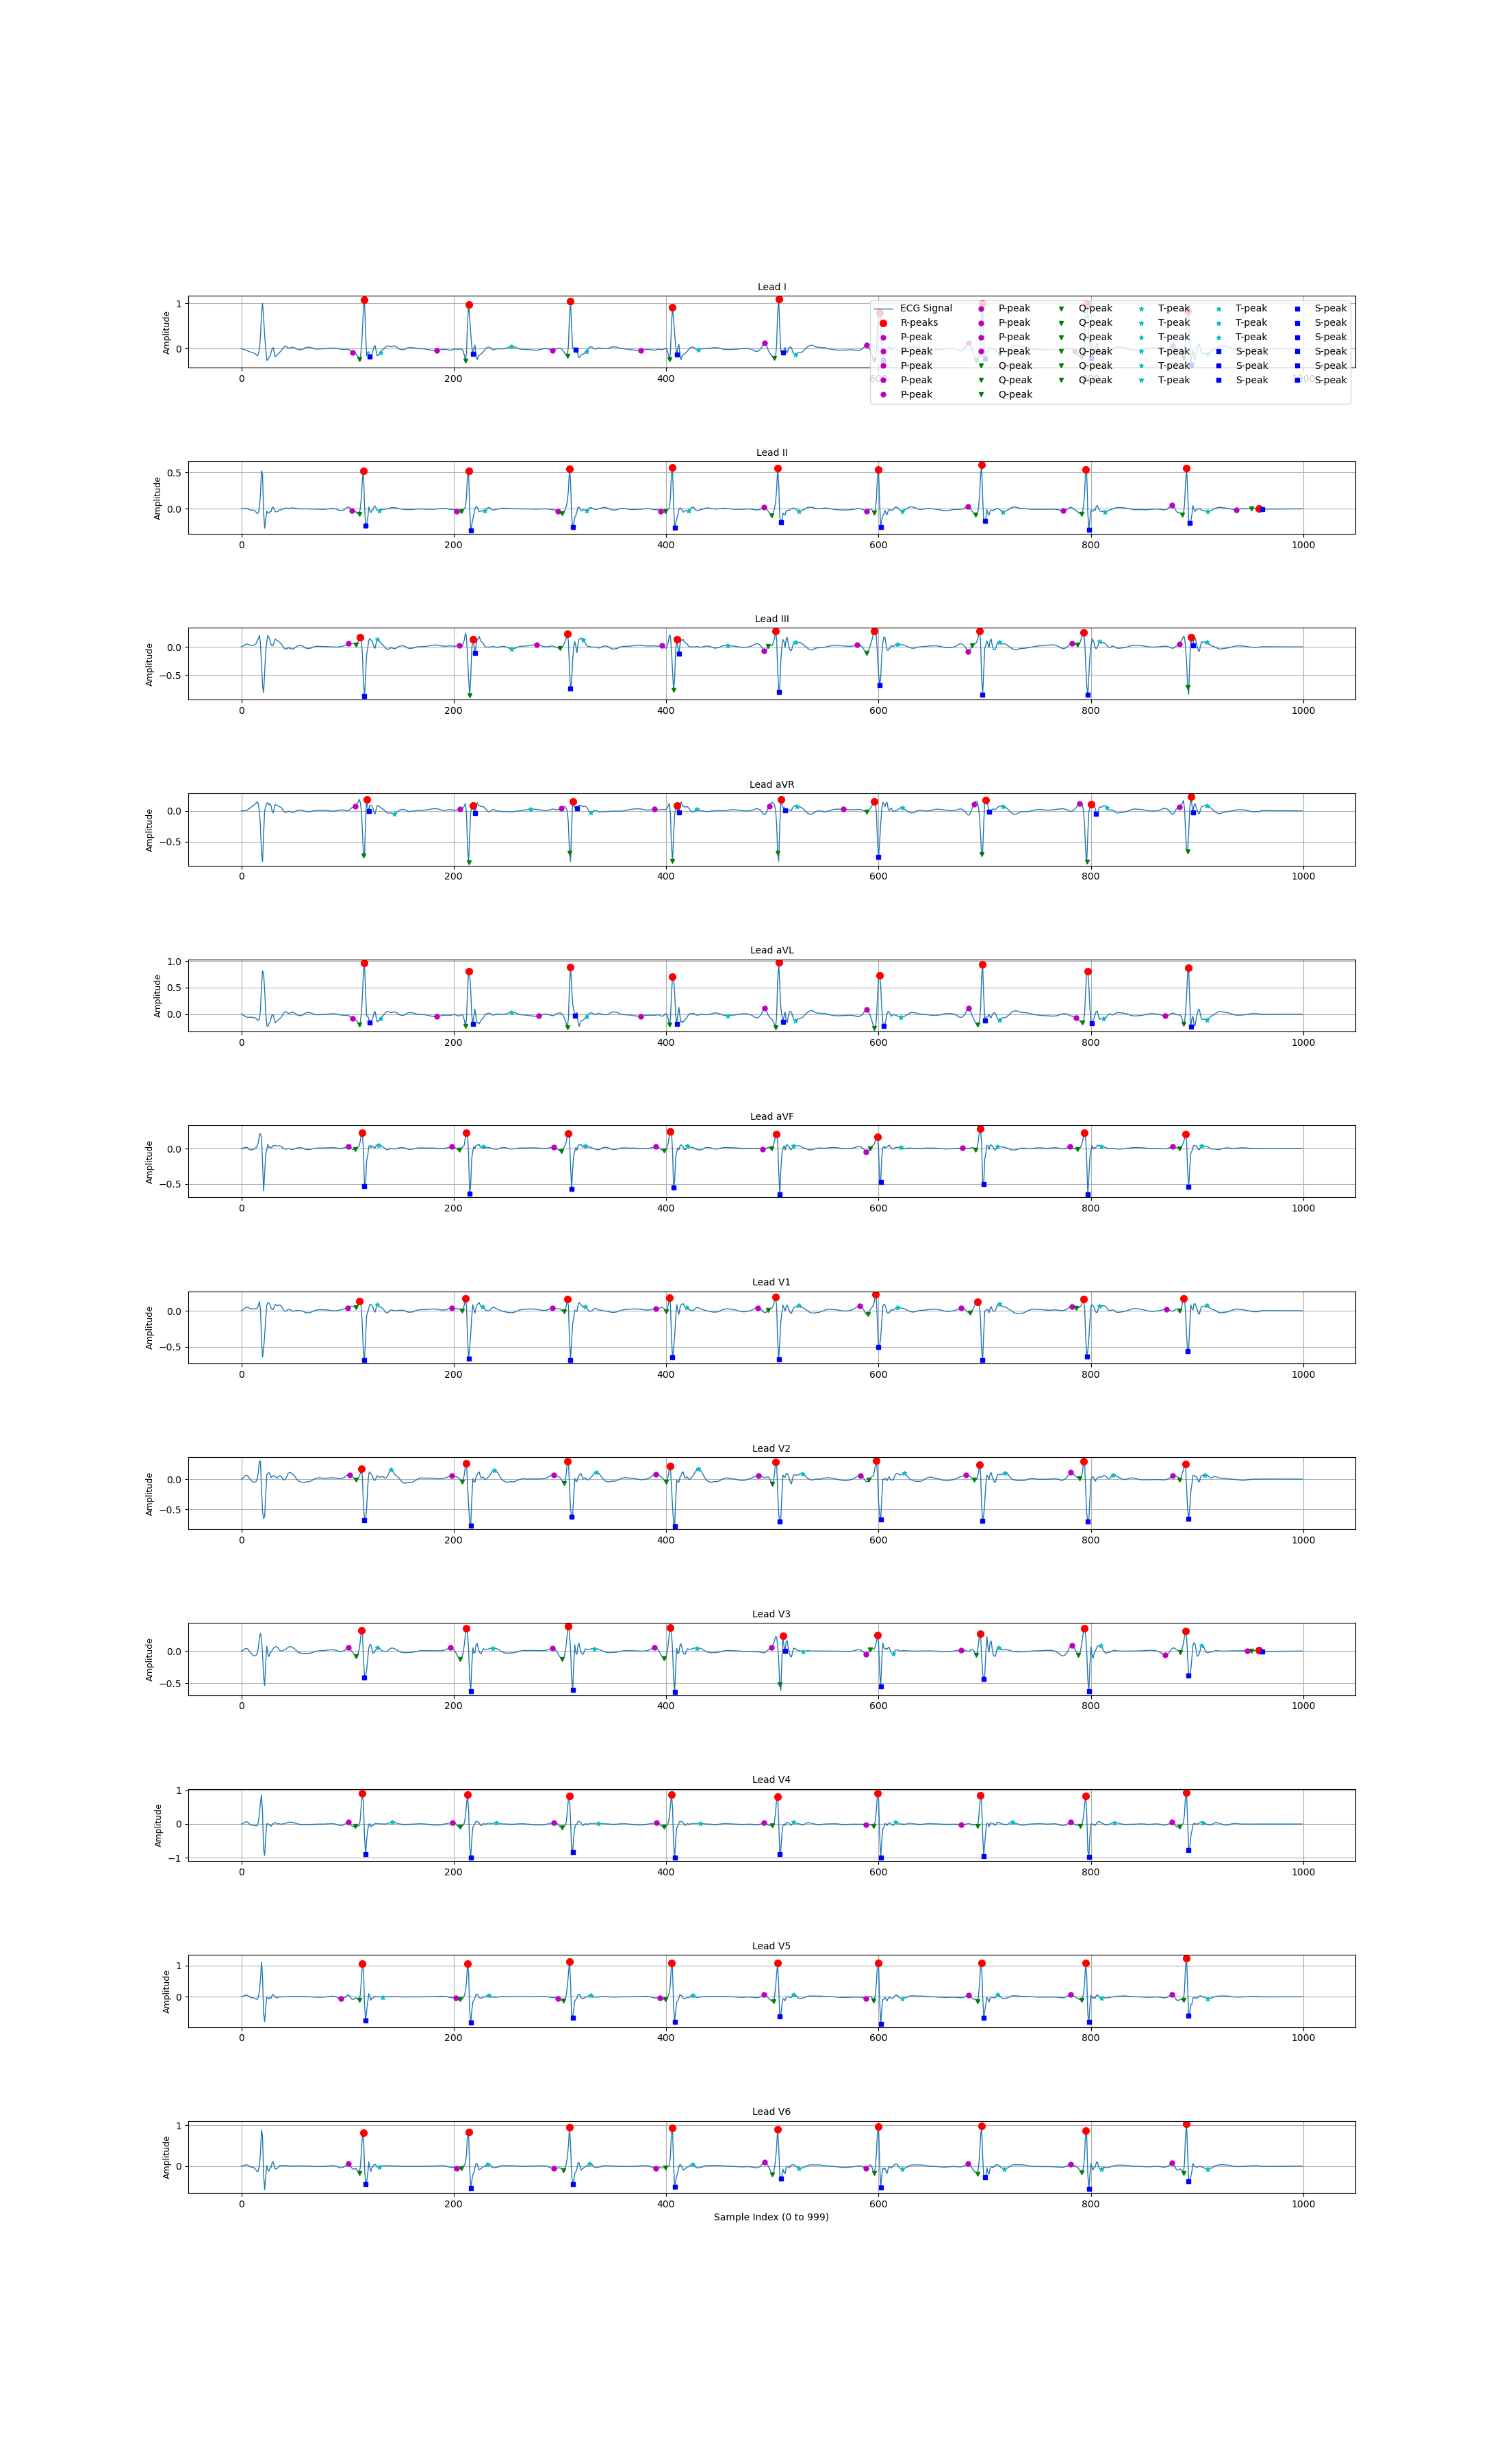 Lead I
Amplitude
1
0
ECG Signal P-peak Q-peak T-peak T-peak S-peak
R-peaks P-peak Q-peak T-peak T-peak S-peak
P-peak P-peak Q-peak T-peak T-peak S-peak
P-peak P-peak Q-peak T-peak S-peak S-peak
P-peak Q-peak Q-peak T-peak S-peak S-peak
P-peak Q-peak Q-peak T-peak S-peak S-peak
P-peak Q-peak
0 200 400 600 800 1000
Lead II
Amplitude
0.5
0.0
0 200 400 600 800 1000
Lead III
Amplitude
0.0
−0.5
0 200 400 600 800 1000
Lead aVR
Amplitude
0.0
−0.5
0 200 400 600 800 1000
Lead aVL
Amplitude
1.0
0.5
0.0
0 200 400 600 800 1000
Lead aVF
Amplitude
0.0
−0.5
0 200 400 600 800 1000
Lead V1
Amplitude
0.0
−0.5
0 200 400 600 800 1000
Lead V2
Amplitude
0.0
−0.5
0 200 400 600 800 1000
Lead V3
Amplitude
0.0
−0.5
0 200 400 600 800 1000
Lead V4
Amplitude
1
0
−1
0 200 400 600 800 1000
Lead V5
Amplitude
1
0
0 200 400 600 800 1000
Lead V6
Amplitude
1
0
0 200 400 600 800 1000
Sample Index (0 to 999)